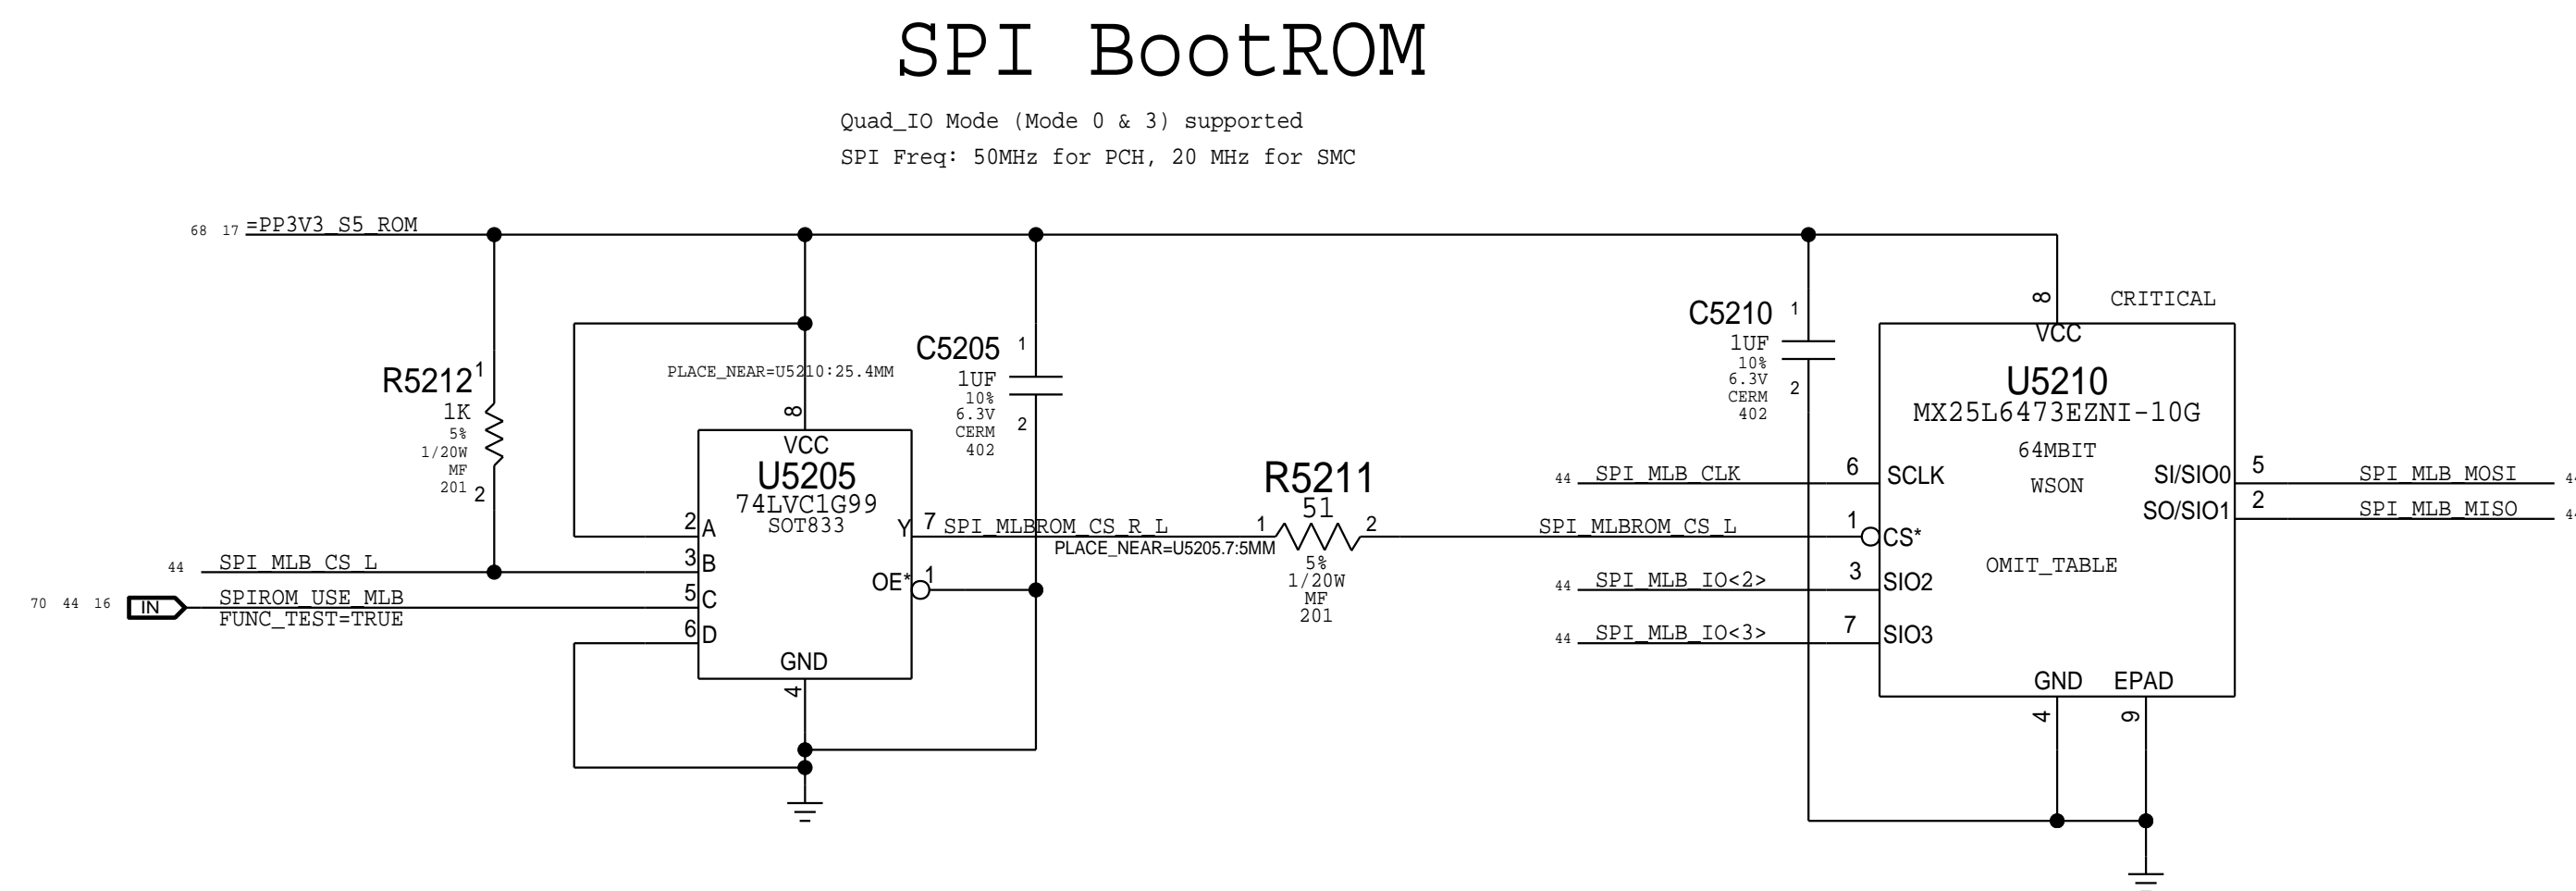 SPI BootROM
Quad_IO Mode (Mode 0 & 3) supported
SPI Freq: 50MHz for PCH, 20 MHz for SMC
68 17 =PP3V3_S5_ROM
R5212
1
1K
5%
1/20W
MF
201
2
PLACE_NEAR=U5210:25.4MM
C5205
1
1UF
10%
6.3V
CERM
402
2
8
VCC
U5205
74LVC1G99
SOT833
2 A
3 B
5 C
6 D
Y 7
OE* 1
GND
4
44 SPI_MLB_CS_L
70 44 16 IN SPIROM_USE_MLB
FUNC_TEST=TRUE
SPI_MLBROM_CS_R_L
PLACE_NEAR=U5205.7:5MM
R5211
51
1 2
5%
1/20W
MF
201
SPI_MLBROM_CS_L
C5210
1
1UF
10%
6.3V
CERM
402
2
8
CRITICAL
VCC
U5210
MX25L6473EZNI-10G
64MBIT
WSON
OMIT_TABLE
44 SPI_MLB_CLK 6 SCLK
1 CS*
44 SPI_MLB_IO<2> 3 SIO2
44 SPI_MLB_IO<3> 7 SIO3
SI/SIO0 5 SPI_MLB_MOSI
SO/SIO1 2 SPI_MLB_MISO
GND EPAD
4 9